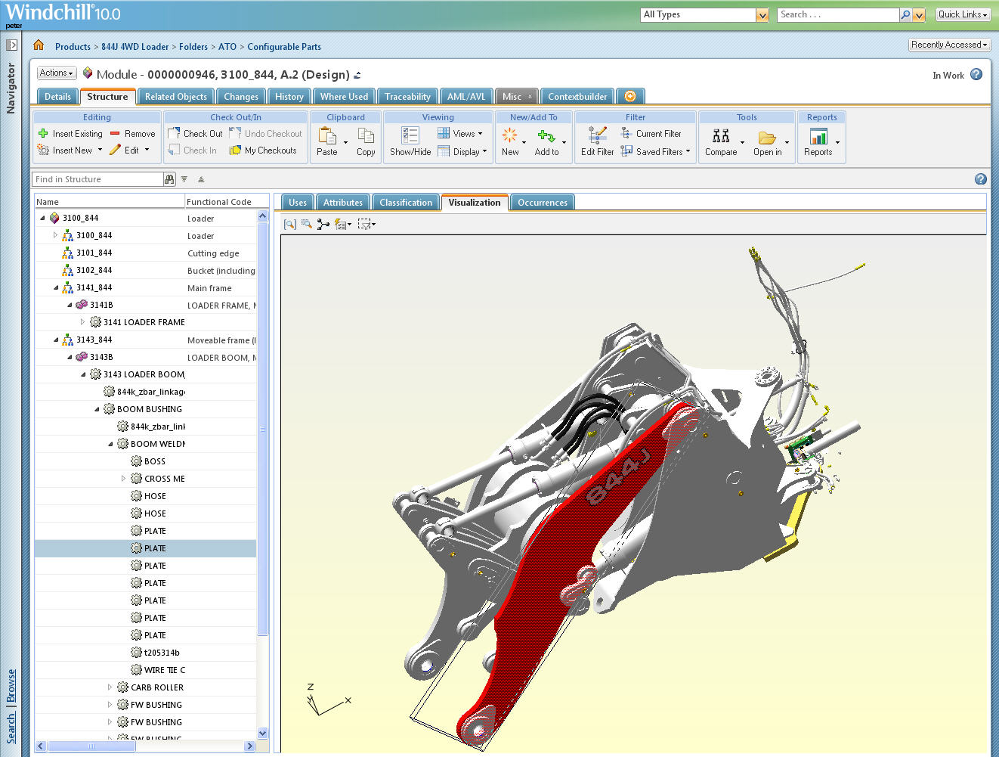 Windchill 10.0
peter
All Types
Search . . .
Quick Links
Navigator
Search | Browse
Products > 844J 4WD Loader > Folders > ATO > Configurable Parts
Recently Accessed
Actions
Module - 0000000946, 3100_844, A.2 (Design)
In Work
Details
Structure
Related Objects
Changes
History
Where Used
Traceability
AML/AVL
Misc x
Contextbuilder
Editing
Insert Existing
Remove
Insert New
Edit
Check Out/In
Check Out
Undo Checkout
Check In
My Checkouts
Clipboard
Paste
Copy
Viewing
Show/Hide
Views
Display
New/Add To
New
Add to
Filter
Edit Filter
Current Filter
Saved Filters
Tools
Compare
Open in
Reports
Reports
Find in Structure
Name Functional Code
3100_844 Loader
3100_844 Loader
3101_844 Cutting edge
3102_844 Bucket (including
3141_844 Main frame
3141B LOADER FRAME, M
3141 LOADER FRAME
3143_844 Moveable frame (l
3143B LOADER BOOM, M
3143 LOADER BOOM,
844k_zbar_linkag
BOOM BUSHING
844k_zbar_linl
BOOM WELDM
BOSS
CROSS ME
HOSE
HOSE
PLATE
PLATE
PLATE
PLATE
PLATE
PLATE
PLATE
t205314b
WIRE TIE C
CARB ROLLER
FW BUSHING
FW BUSHING
FW BUSHING
Uses
Attributes
Classification
Visualization
Occurrences
844J
Z
Y
X